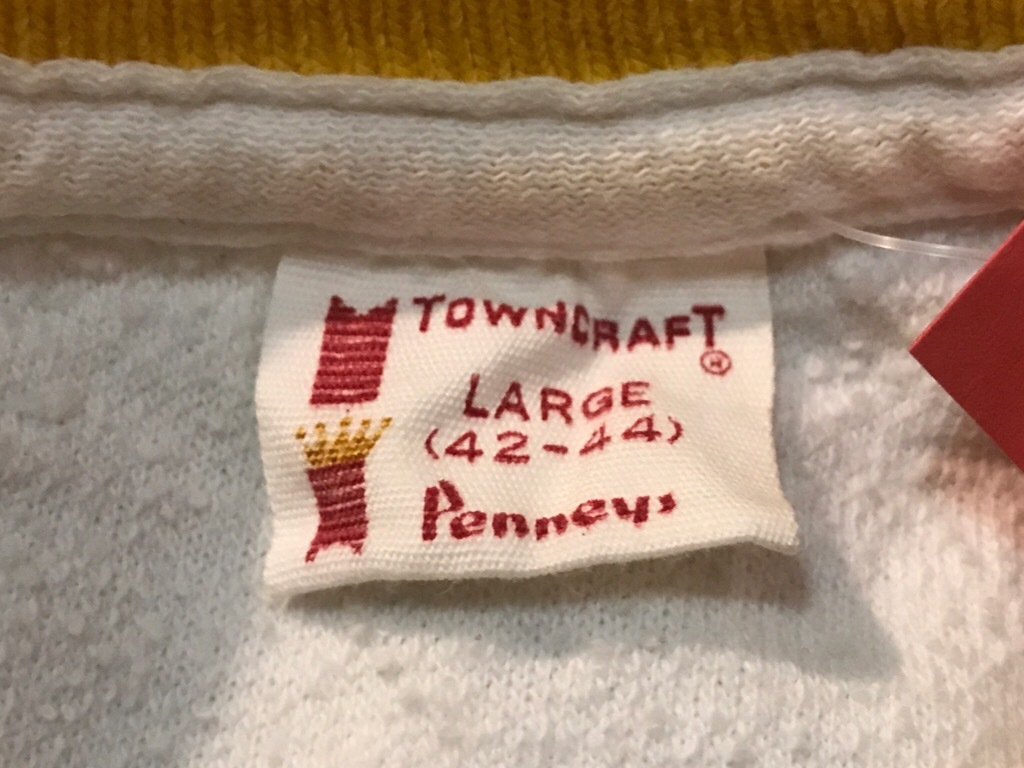 TOWNCRAFT®
LARGE
(42-44)
Penneys